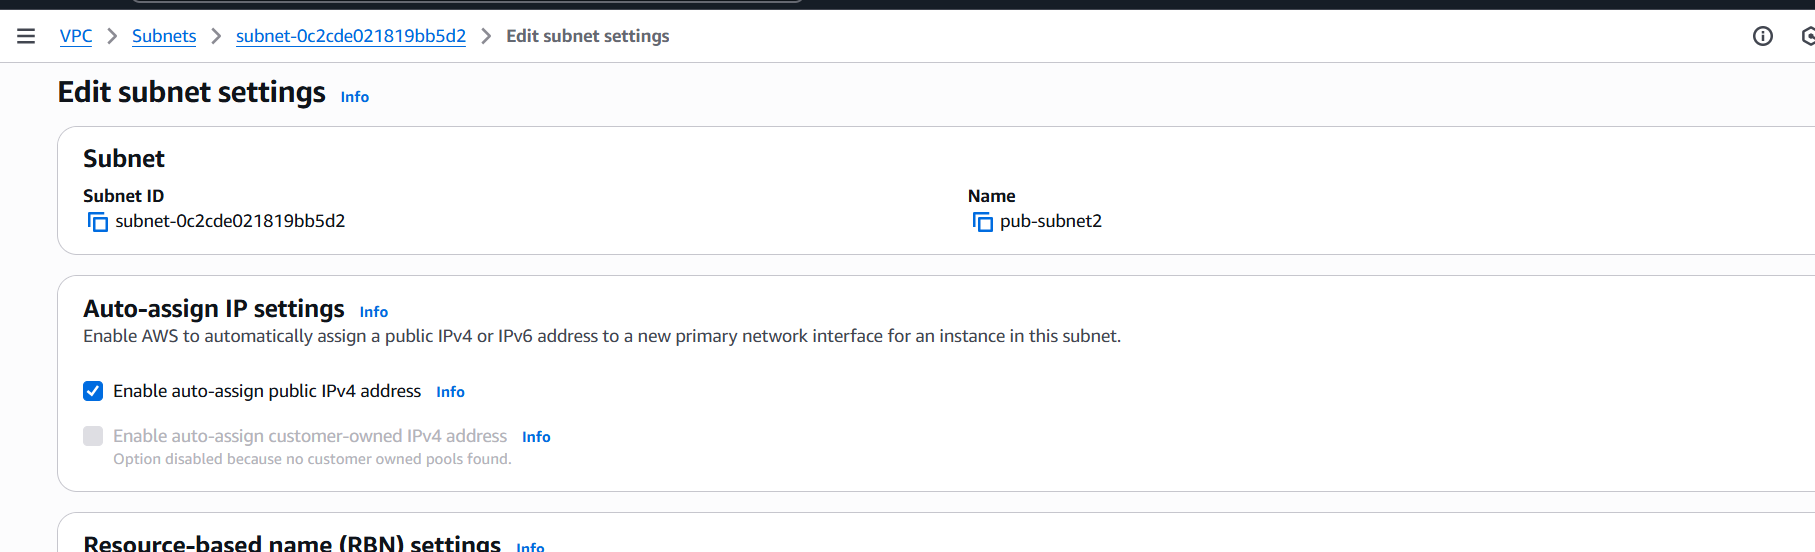 VPC > Subnets > subnet-0c2cde021819bb5d2 > Edit subnet settings
Edit subnet settings Info
Subnet
Subnet ID
subnet-0c2cde021819bb5d2
Name
pub-subnet2
Auto-assign IP settings Info
Enable AWS to automatically assign a public IPv4 or IPv6 address to a new primary network interface for an instance in this subnet.
Enable auto-assign public IPv4 address Info
Enable auto-assign customer-owned IPv4 address Info
Option disabled because no customer owned pools found.
Resource-based name (RBN) settings Info